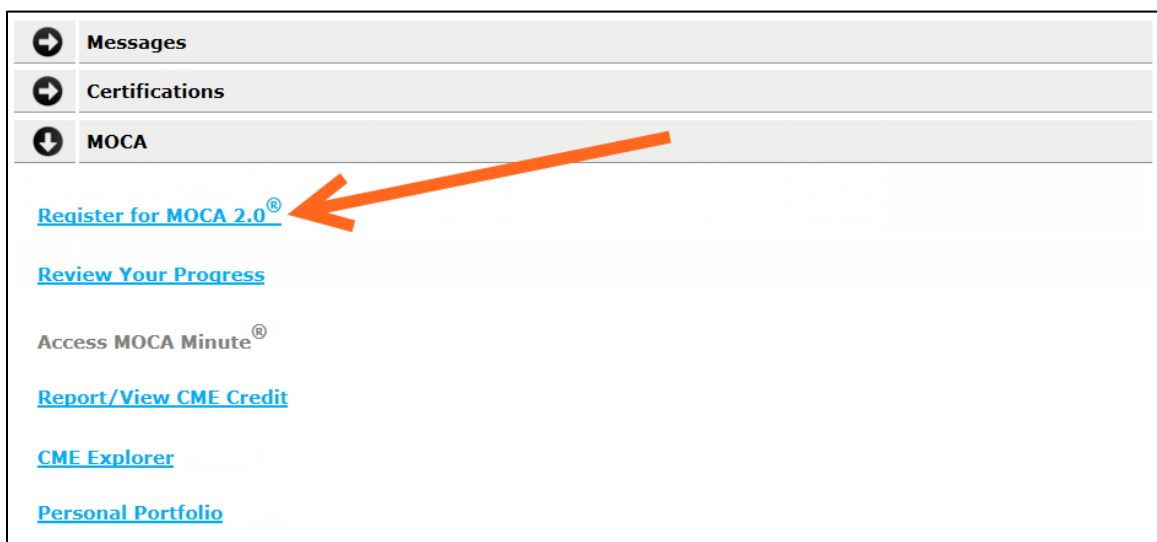 Messages
Certifications
MOCA
Register for MOCA 2.0®
Review Your Progress
Access MOCA Minute®
Report/View CME Credit
CME Explorer
Personal Portfolio